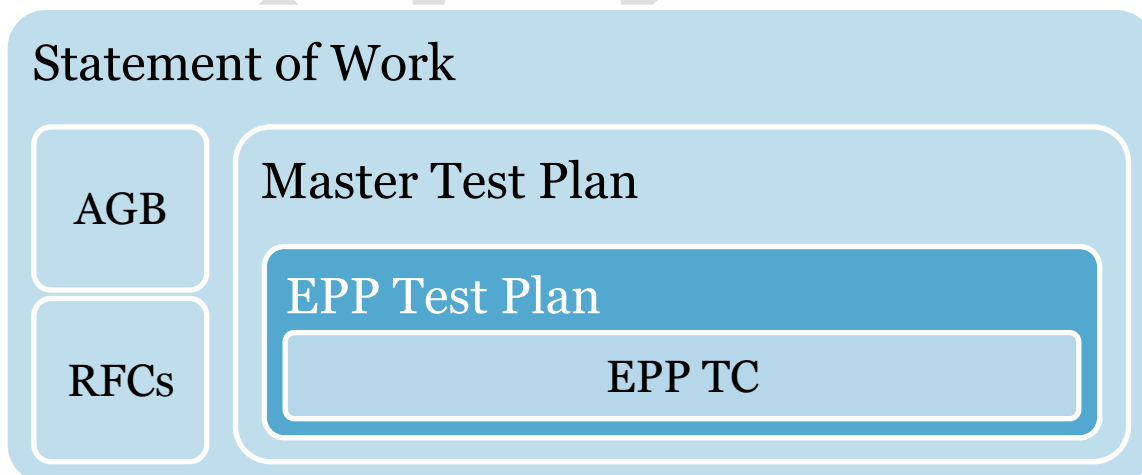 Statement of Work
AGB
Master Test Plan
EPP Test Plan
RFCs
EPP TC